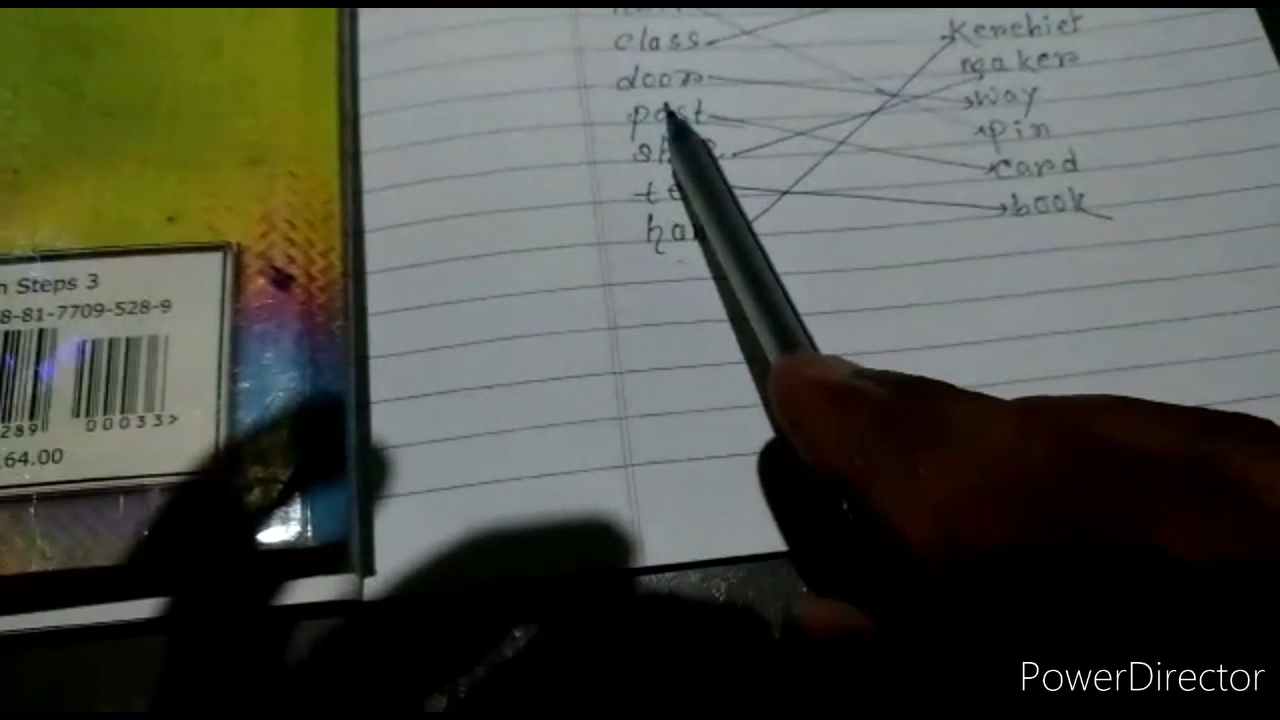 class
door
post
Kerchief
maker
way
pin
card
book
n Steps 3
8-81-7709-528-9
289
00033>
164.00
PowerDirector